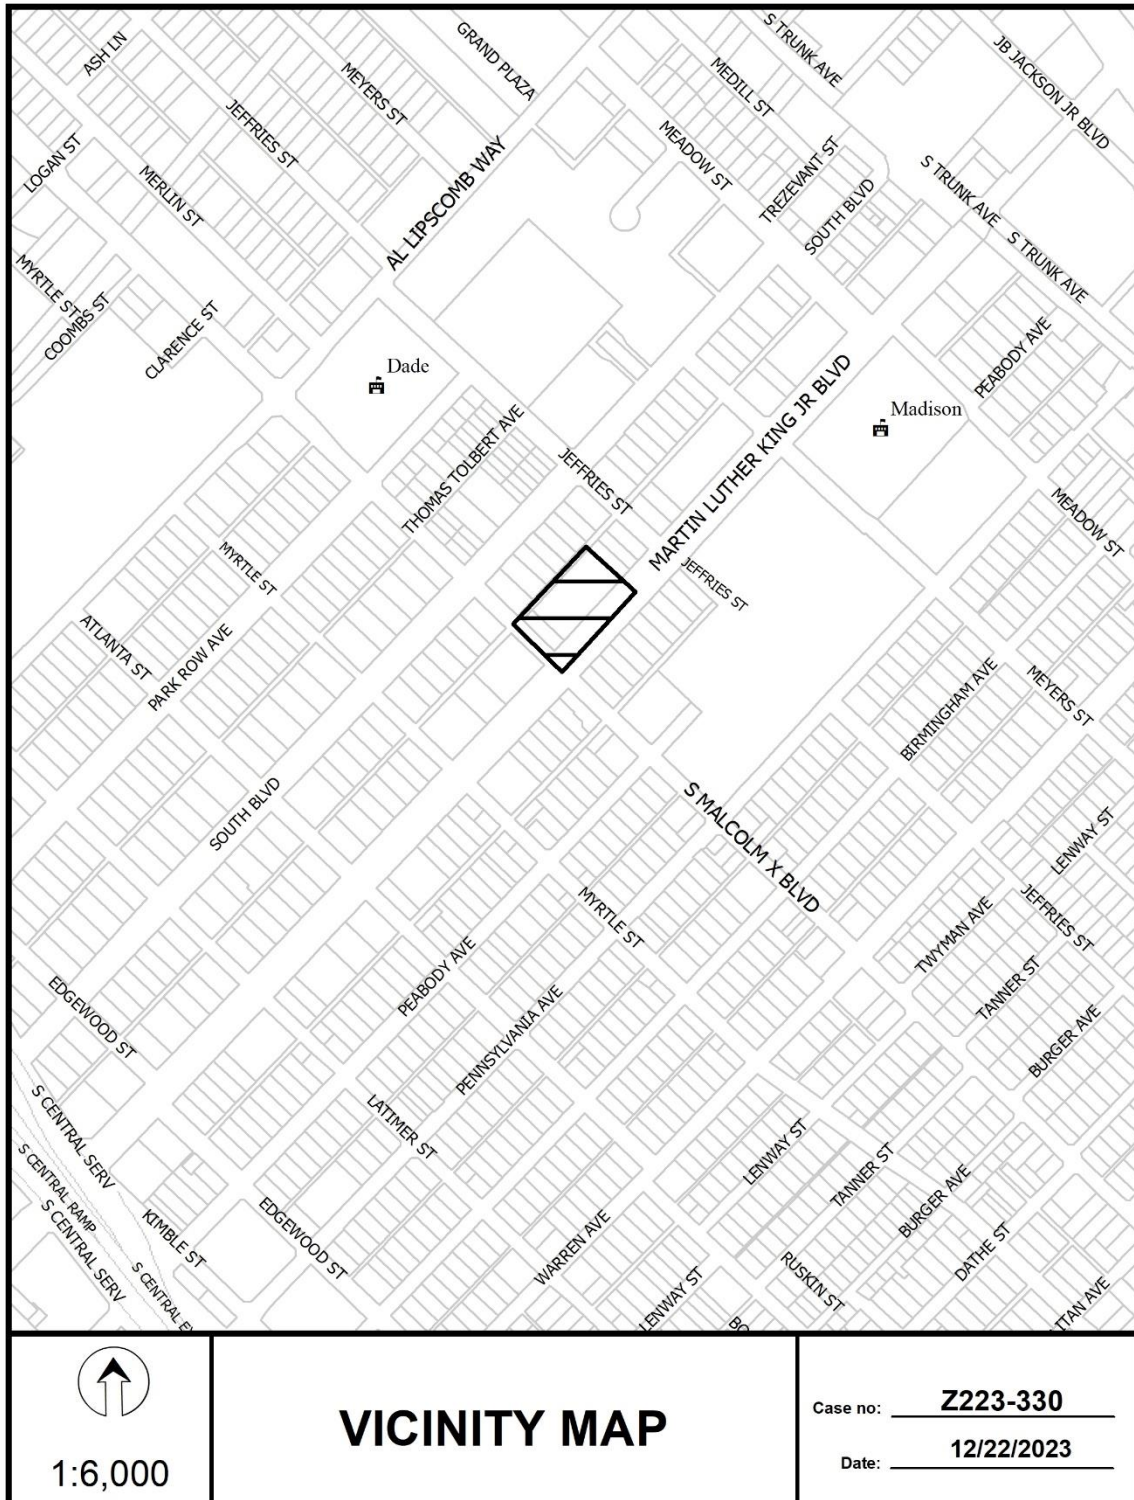 ASH LN
GRAND PLAZA
S TRUNK AVE
JB JACKSON JR BLVD
MEYERS ST
MEDILL ST
JEFFRIES ST
LOGAN ST
AL LIPSCOMB WAY
MEADOW ST
TREZEVANT ST
S TRUNK AVE
MERLIN ST
SOUTH BLVD
S TRUNK AVE
MYRTLE ST
COOMBS ST
CLARENCE ST
PEABODY AVE
Dade
Madison
THOMAS TOLBERT AVE
MARTIN LUTHER KING JR BLVD
JEFFRIES ST
MEADOW ST
MYRTLE ST
JEFFRIES ST
ATLANTA ST
PARK ROW AVE
BIRMINGHAM AVE
MEYERS ST
SOUTH BLVD
S MALCOLM X BLVD
LENWAY ST
MYRTLE ST
JEFFRIES ST
TWYMAN AVE
PEABODY AVE
TANNER ST
EDGEWOOD ST
PENNSYLVANIA AVE
BURGER AVE
S CENTRAL SERV
LATIMER ST
LENWAY ST
TANNER ST
S CENTRAL RAMP
BURGER AVE
S CENTRAL SERV
KIMBLE ST
EDGEWOOD ST
WARREN AVE
DATHE ST
RUSKIN ST
S CENTRAL
LENWAY ST
AVE
1:6,000
VICINITY MAP
Case no: Z223-330
Date: 12/22/2023